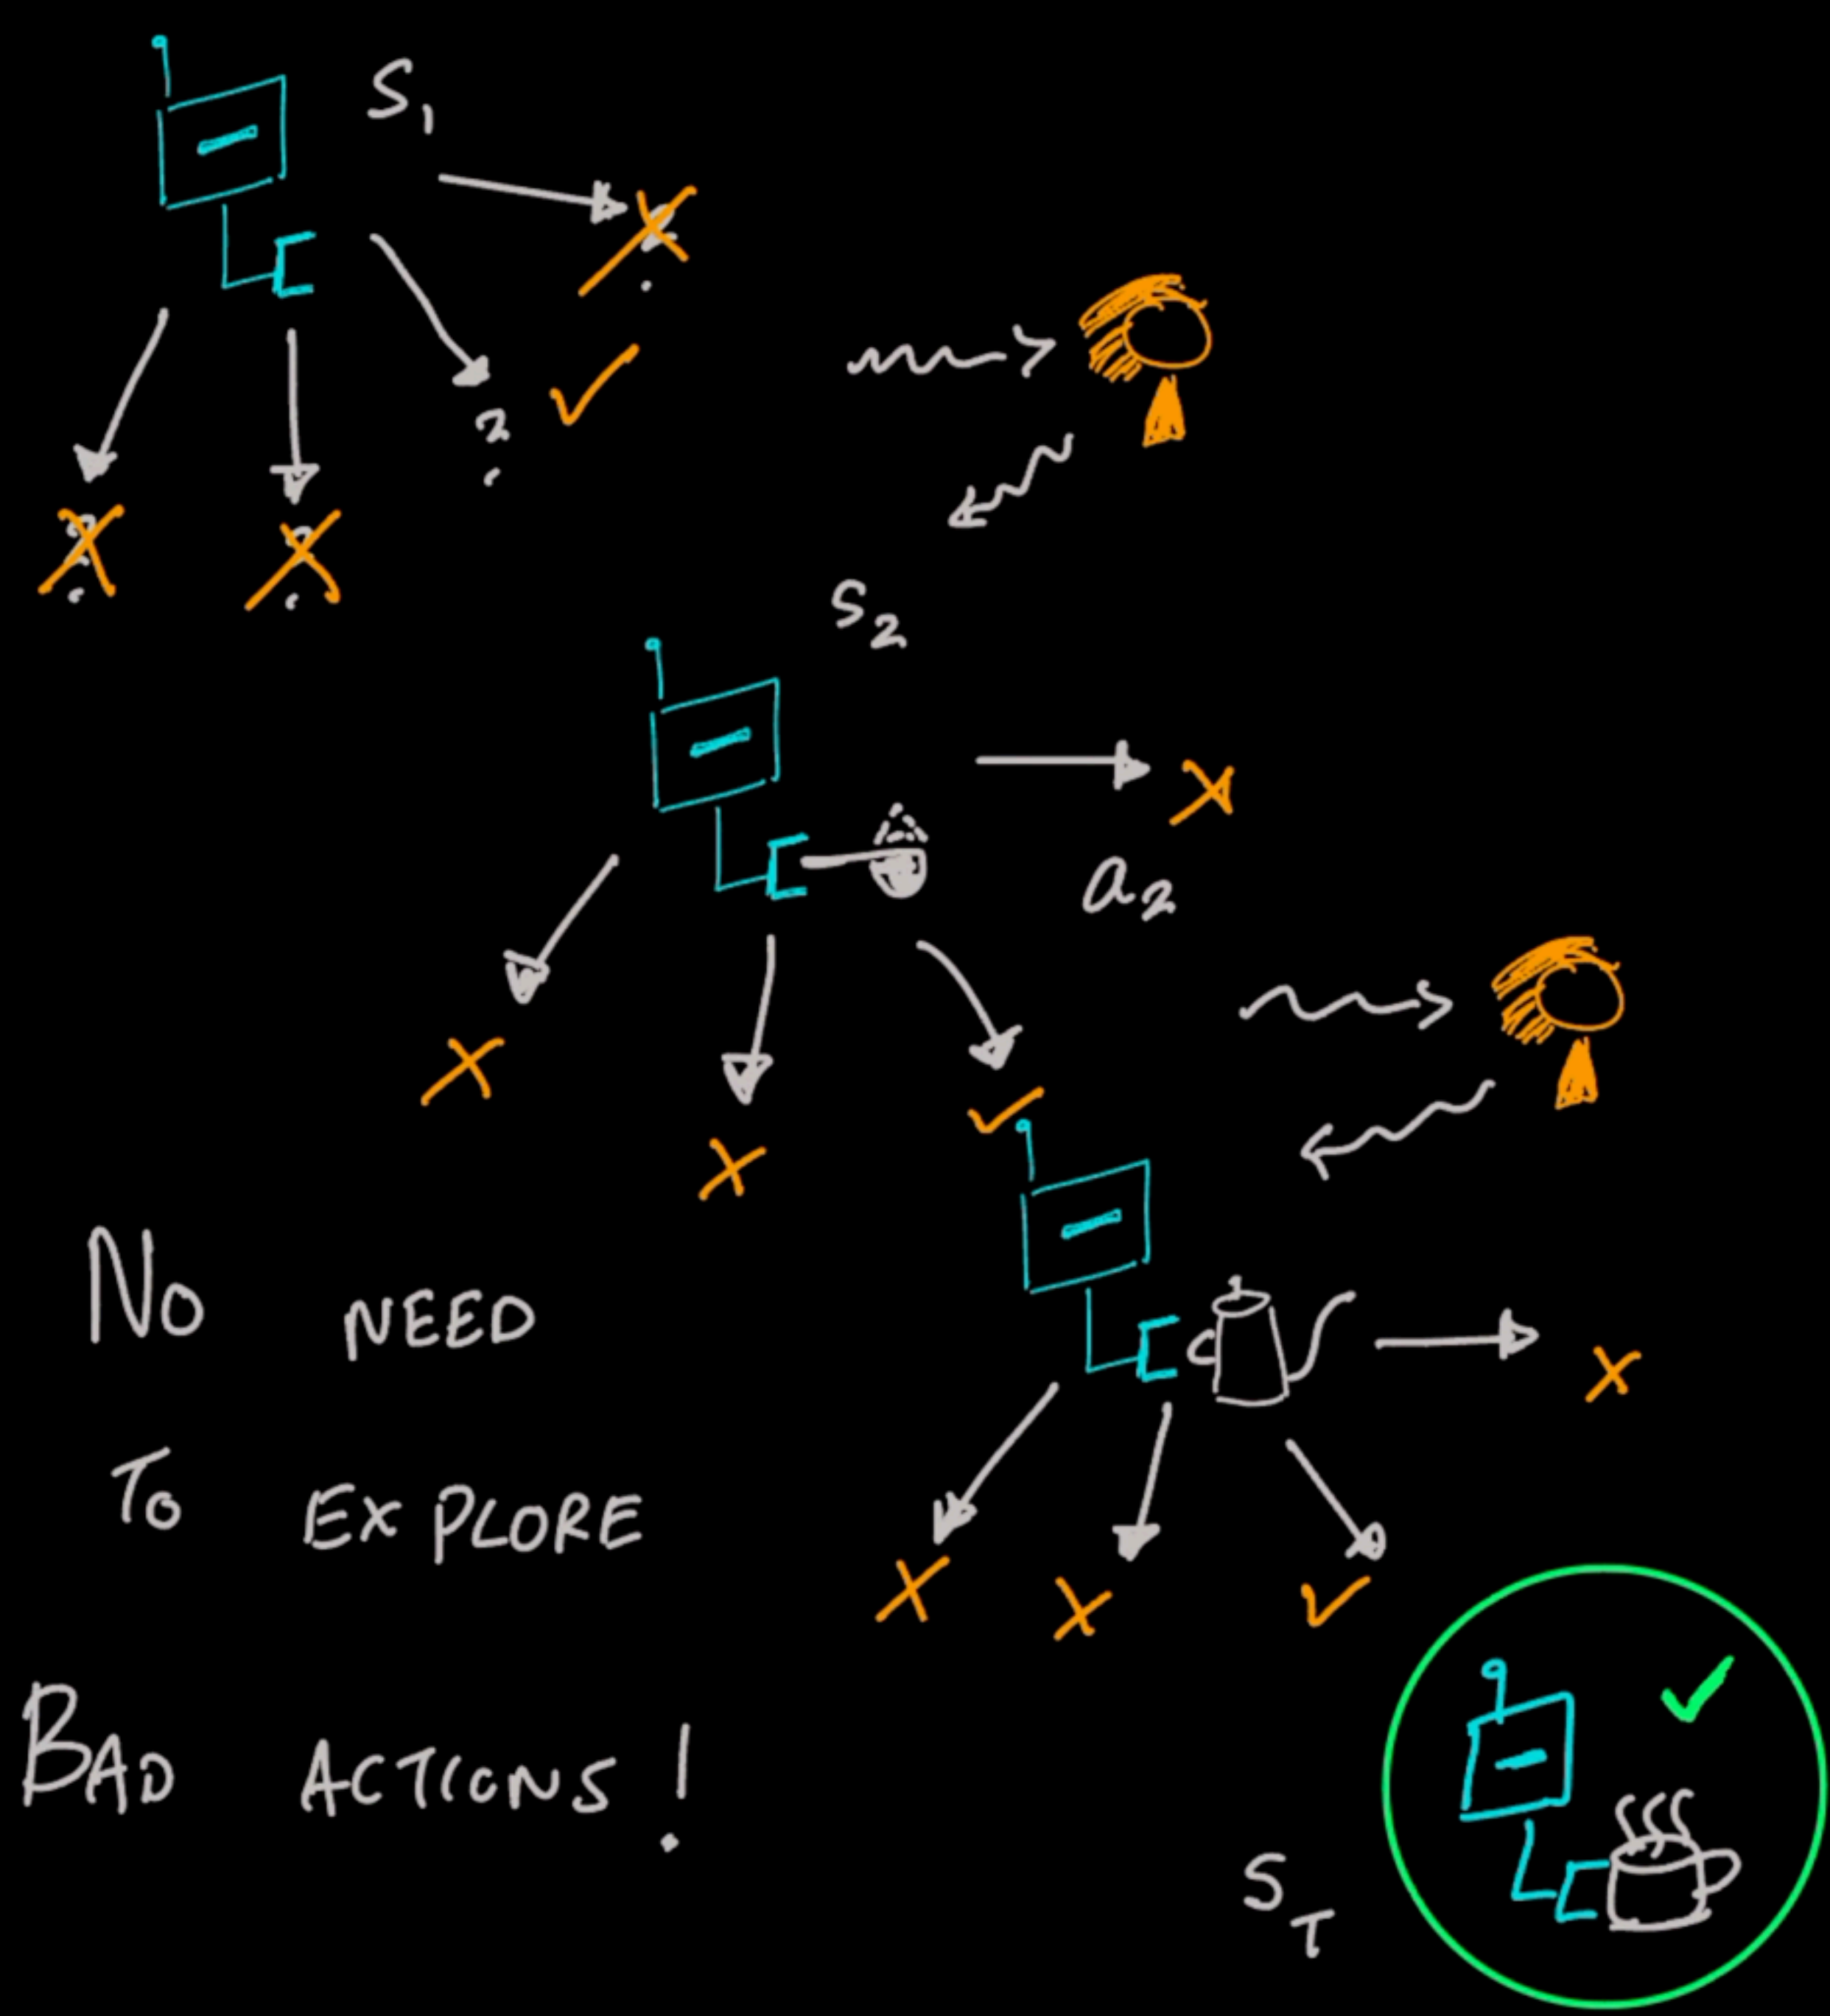 S1
?
?
?
?
S2
a2
No NEED
To EXPLORE
BAD ACTIONS!
ST